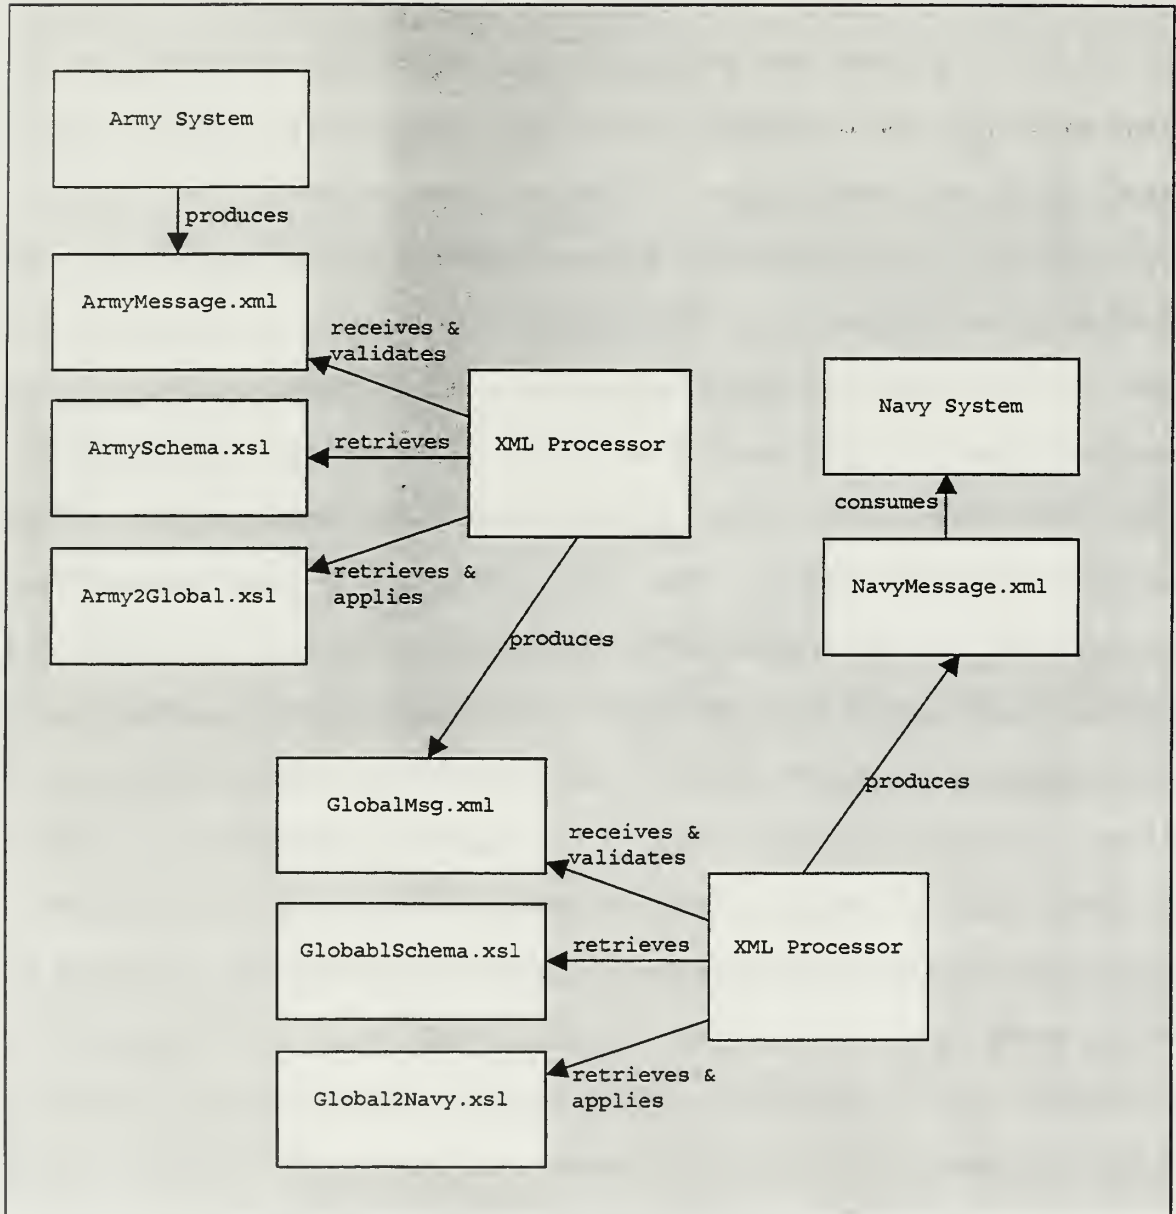 Army System
produces
ArmyMessage.xml
receives &
validates
ArmySchema.xsl
retrieves
XML Processor
Army2Global.xsl
retrieves &
applies
produces
Navy System
consumes
NavyMessage.xml
produces
GlobalMsg.xml
receives &
validates
GlobablSchema.xsl
retrieves
XML Processor
Global2Navy.xsl
retrieves &
applies